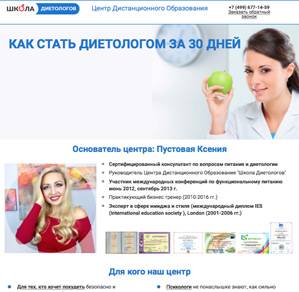 ШКОЛА ДИЕТОЛОГОВ
Центр Дистанционного Образования
+7 (499) 677-14-59
Заказать обратный
звонок
КАК СТАТЬ ДИЕТОЛОГОМ ЗА 30 ДНЕЙ
Основатель центра: Пустовая Ксения
Сертифицированный консультант по вопросам питания и диетологии
Руководитель Центра Дистанционного Образования "Школа Диетологов"
Участник международных конференций по функциональному питанию
июнь 2012, сентябрь 2013 г.
Практикующий бизнес тренер (2010-2016 гг.)
Эксперт в сфере имиджа и стиля (международный диплом IES
(International education society ), London (2001-2006 гг.)
Для кого наш центр
Для тех, кто хочет похудеть безопасно и
Психологи не понаслышке знают, как сильно